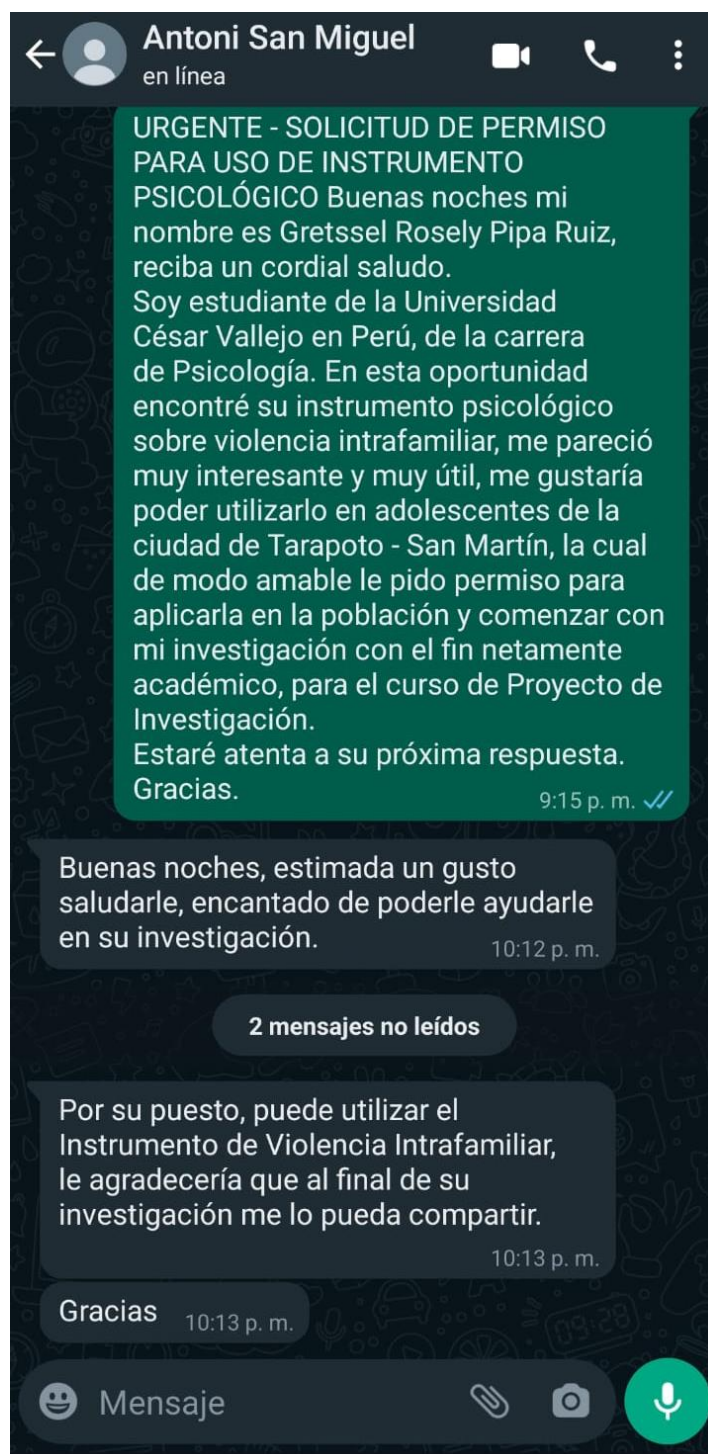 Antoni San Miguel
en línea
URGENTE - SOLICITUD DE PERMISO
PARA USO DE INSTRUMENTO
PSICOLÓGICO Buenas noches mi
nombre es Gretssel Rosely Pipa Ruiz,
reciba un cordial saludo.
Soy estudiante de la Universidad
César Vallejo en Perú, de la carrera
de Psicología. En esta oportunidad
encontré su instrumento psicológico
sobre violencia intrafamiliar, me pareció
muy interesante y muy útil, me gustaría
poder utilizarlo en adolescentes de la
ciudad de Tarapoto - San Martín, la cual
de modo amable le pido permiso para
aplicarla en la población y comenzar con
mi investigación con el fin netamente
académico, para el curso de Proyecto de
Investigación.
Estaré atenta a su próxima respuesta.
Gracias.
9:15 p. m.
Buenas noches, estimada un gusto
saludarle, encantado de poderle ayudarle
en su investigación.
10:12 p. m.
2 mensajes no leídos
Por su puesto, puede utilizar el
Instrumento de Violencia Intrafamiliar,
le agradecería que al final de su
investigación me lo pueda compartir.
10:13 p. m.
Gracias
10:13 p. m.
Mensaje